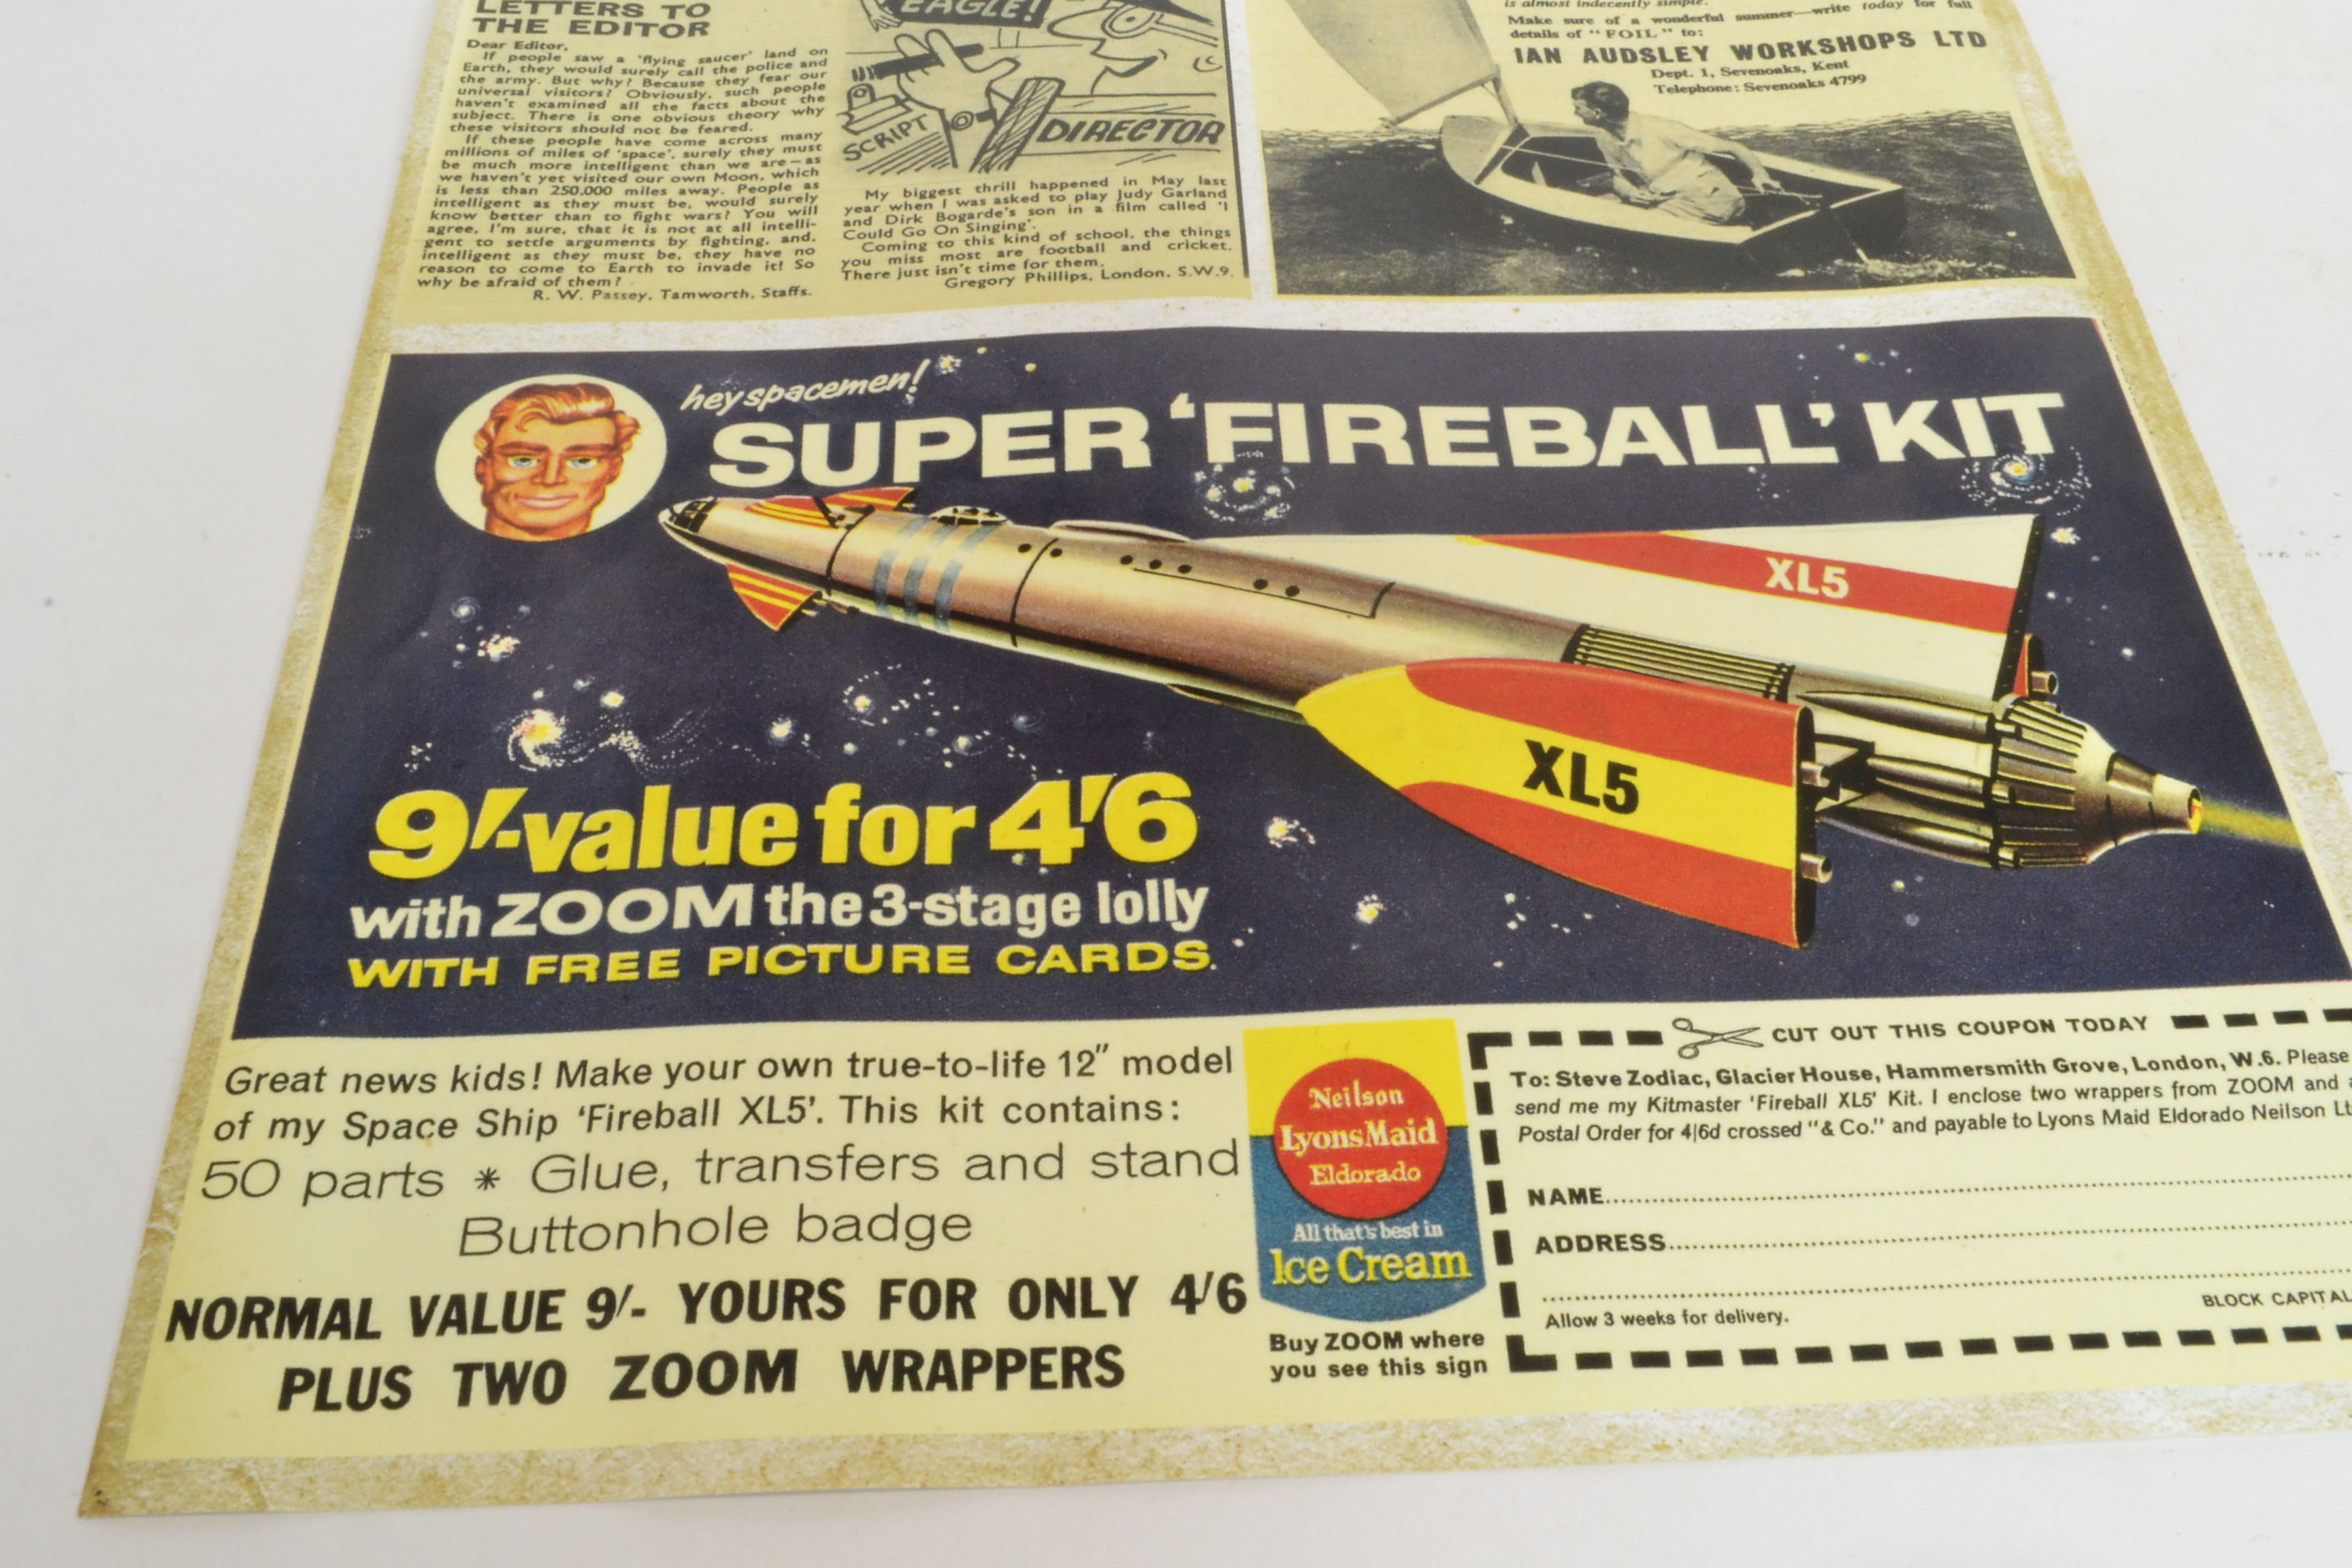 LETTERS TO
THE EDITOR
Dear Editor,
If people saw a 'flying saucer' land on
Earth, they would surely call the police and
the army. But why? Because they fear our
universal visitors? Obviously, such people
haven't examined all the facts about the
subject. There is one obvious theory why
these visitors should not be feared.
If these people have come across many
millions of miles of 'space', surely they must
be much more intelligent than we are—as
we haven't yet visited our own Moon, which
is less than 250,000 miles away. People as
intelligent as they must be, would surely
know better than to fight wars? You will
agree, I'm sure, that it is not at all intelli-
gent to settle arguments by fighting, and,
intelligent as they must be, they have no
reason to come to Earth to invade it! So
why be afraid of them?
R. W. Passey, Tamworth, Staffs.
EAGLE!
SCRIPT
DIRECTOR
My biggest thrill happened in May last
year when I was asked to play Judy Garland
and Dirk Bogarde's son in a film called 'I
Could Go On Singing'.
Coming to this kind of school, the things
you miss most are football and cricket.
There just isn't time for them.
Gregory Phillips, London, S.W.9.
is almost indecently simple.
Make sure of a wonderful summer—write today for full
details of "FOIL" to:
IAN AUDSLEY WORKSHOPS LTD
Dept. 1, Sevenoaks, Kent
Telephone: Sevenoaks 4799
hey spacemen!
SUPER 'FIREBALL' KIT
XL5
XL5
9/-value for 4'6
with ZOOM the 3-stage lolly
WITH FREE PICTURE CARDS.
Great news kids! Make your own true-to-life 12" model
of my Space Ship 'Fireball XL5'. This kit contains:
50 parts * Glue, transfers and stand
Buttonhole badge
NORMAL VALUE 9/- YOURS FOR ONLY 4/6
PLUS TWO ZOOM WRAPPERS
Neilson
LyonsMaid
Eldorado
All that's best in
Ice Cream
Buy ZOOM where
you see this sign
CUT OUT THIS COUPON TODAY
To: Steve Zodiac, Glacier House, Hammersmith Grove, London, W.6. Please
send me my Kitmaster 'Fireball XL5' Kit. I enclose two wrappers from ZOOM and
Postal Order for 4/6d crossed "& Co." and payable to Lyons Maid Eldorado Neilson
NAME
ADDRESS
BLOCK CAPITAL
Allow 3 weeks for delivery.